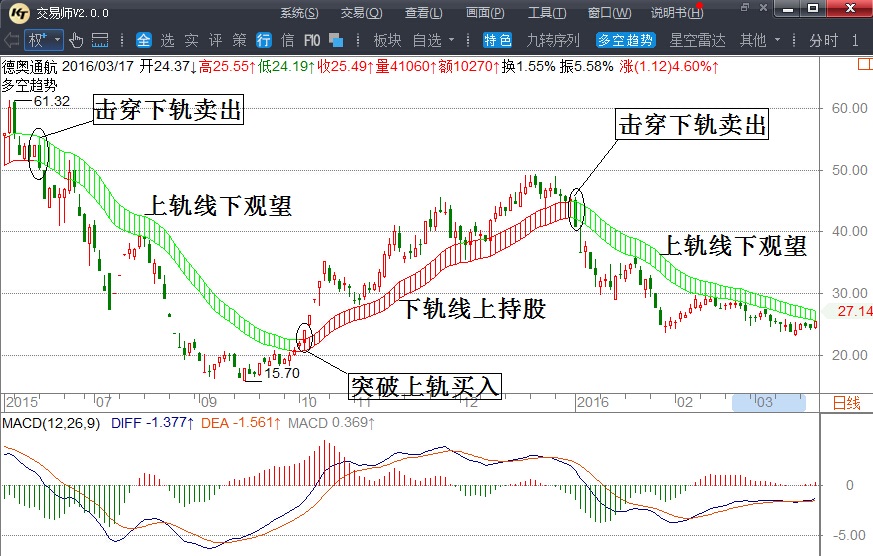 交易师V2.0.0 系统(S) 交易(Q) 查看(L) 画面(P) 工具(T) 窗口(W) 说明书(H)
权 全 选 实 评 策 行 信 F10 板块 自选 特色 九转序列 多空趋势 星空雷达 其他 分时 1
德奥通航 2016/03/17 开24.37↓高25.55↑低24.19↑收25.49↑量41060↑额10270↑换1.55% 振5.58% 涨(1.12)4.60%↑
多空趋势
61.32
击穿下轨卖出
击穿下轨卖出
上轨线下观望
上轨线下观望
下轨线上持股
15.70
突破上轨买入
60.00
50.00
40.00
30.00
27.14
20.00
2015 07 09 10 11 12 2016 02 03 日线
MACD(12,26,9) DIFF -1.377↑ DEA -1.561↑ MACD 0.369↑
0
-5.00